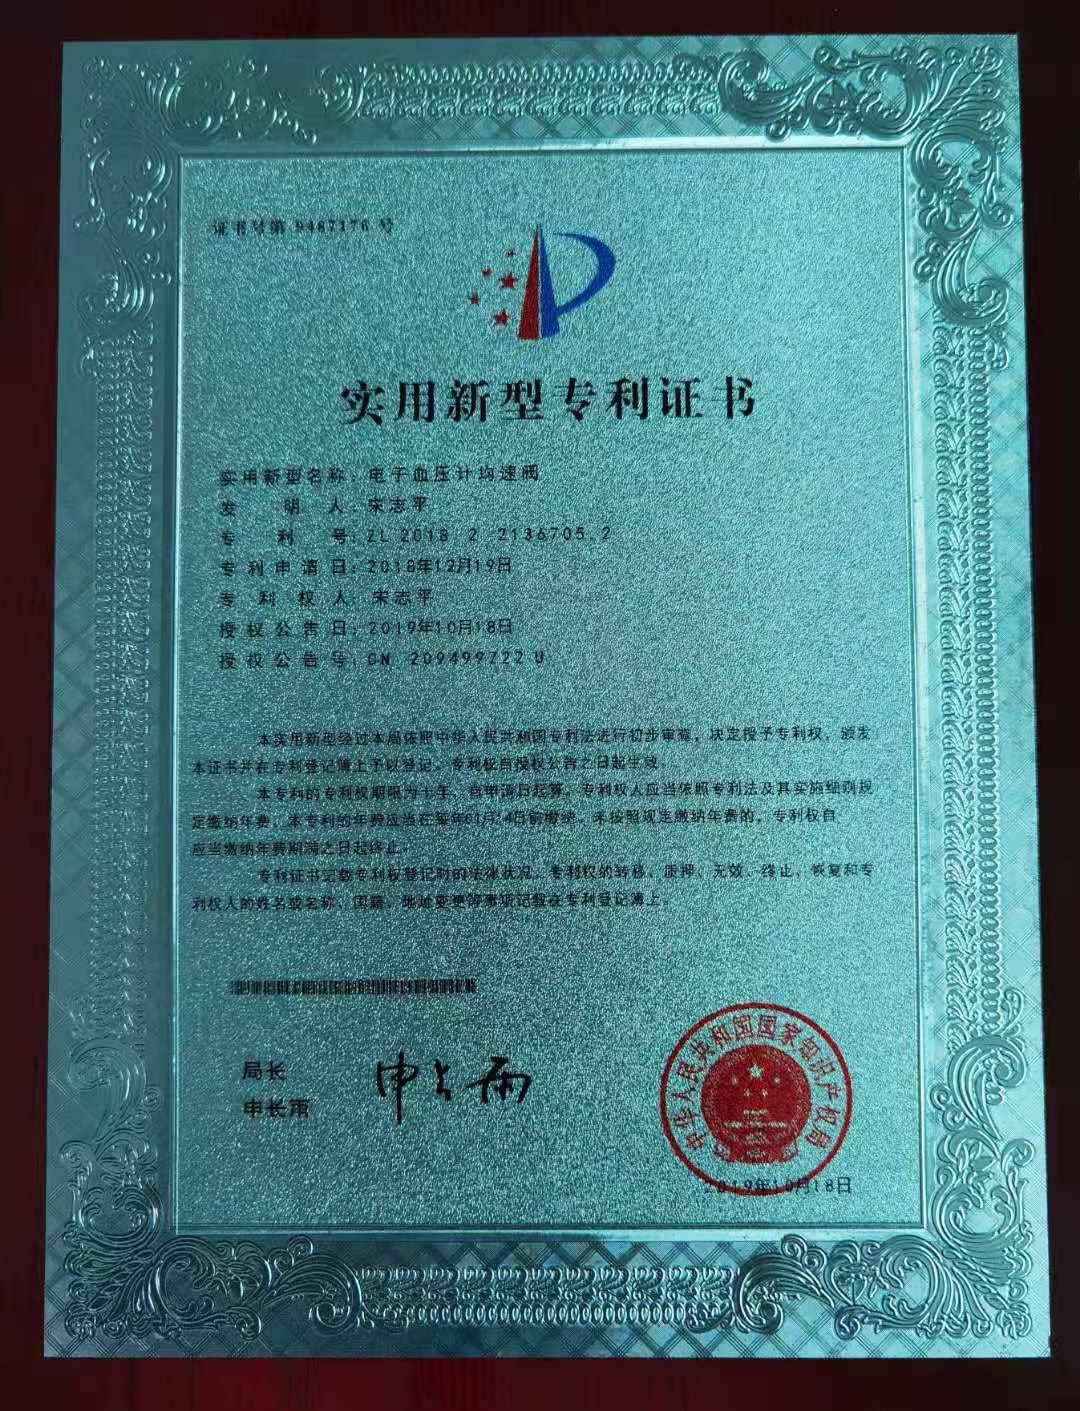 证书号第 9487176 号
实用新型专利证书
实用新型名称：电子血压计均速阀
发明人：宋志平
专利号：ZL 2018 2 2136705.2
专利申请日：2018年12月19日
专利权人：宋志平
授权公告日：2019年10月18日
授权公告号：CN 209499722 U
本实用新型经过本局依照中华人民共和国专利法进行初步审查，决定授予专利权，颁发
本证书并在专利登记簿上予以登记。专利权自授权公告之日起生效。
本专利的专利权期限为十年，自申请日起算。专利权人应当依照专利法及其实施细则规
定缴纳年费。本专利的年费应当在每年01月14日前缴纳。未按照规定缴纳年费的，专利权自
应当缴纳年费期满之日起终止。
专利证书记载专利权登记时的法律状况。专利权的转移、质押、无效、终止、恢复和专
利权人的姓名或名称、国籍、地址变更等事项记载在专利登记簿上。
局长
申长雨
申长雨
中华人民共和国国家知识产权局
2019年10月18日